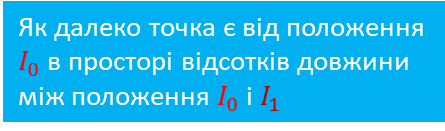 Як далеко точка є від положення
I₀ в просторі відсотків довжини
між положення I₀ і I₁